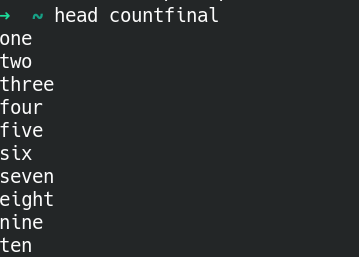 → ~ head countfinal
one
two
three
four
five
six
seven
eight
nine
ten